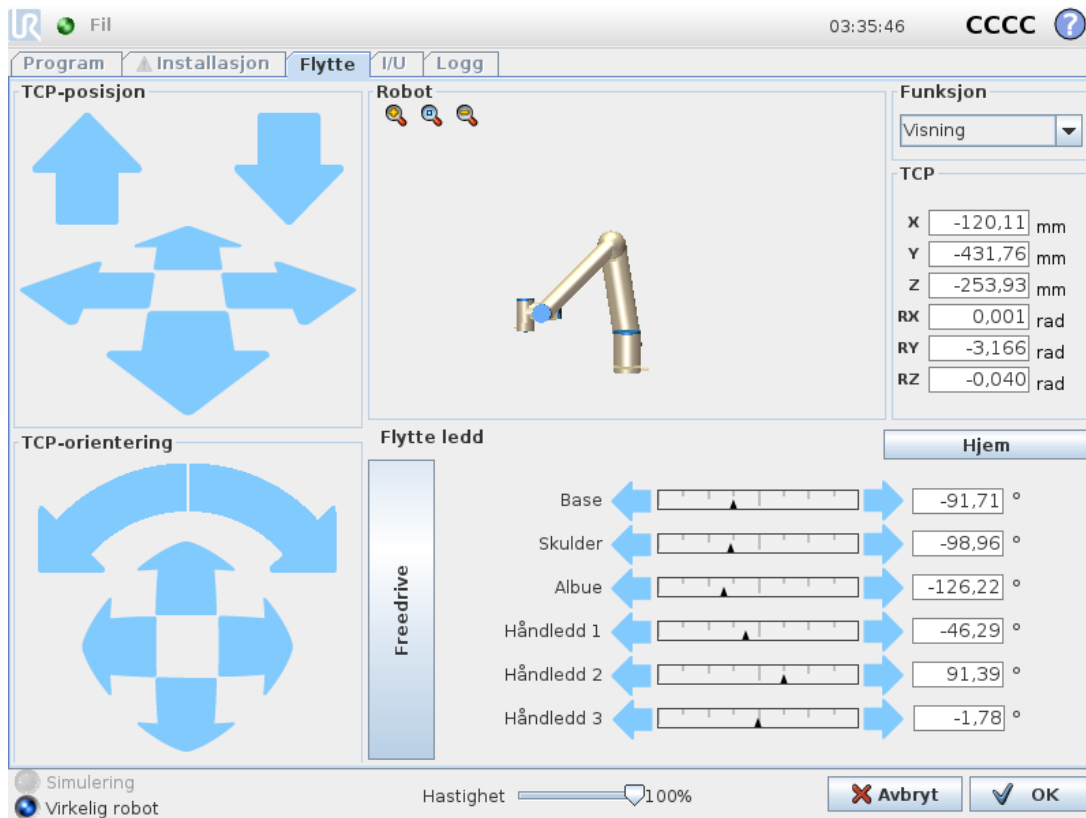 UR Fil 03:35:46 CCCC ?
Program Installasjon Flytte I/U Logg
TCP-posisjon
Robot
Funksjon
Visning
TCP
X -120,11 mm
Y -431,76 mm
Z -253,93 mm
RX 0,001 rad
RY -3,166 rad
RZ -0,040 rad
TCP-orientering
Flytte ledd
Hjem
Freedrive
Base -91,71 °
Skulder -98,96 °
Albue -126,22 °
Håndledd 1 -46,29 °
Håndledd 2 91,39 °
Håndledd 3 -1,78 °
Simulering
Virkelig robot
Hastighet 100%
Avbryt
OK